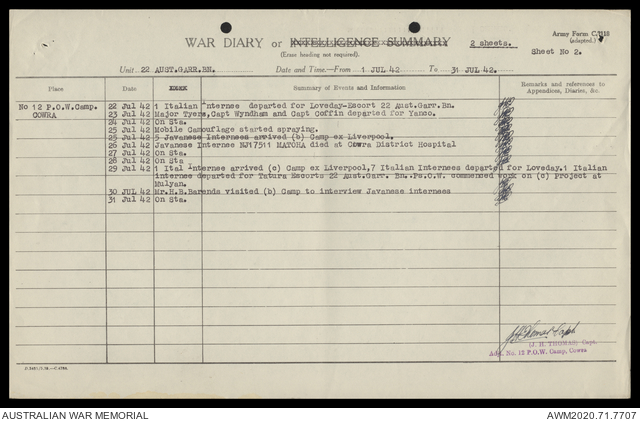 Army Form C.2118
(adapted.)
WAR DIARY or INTELLIGENCE SUMMARY 2 sheets.
(Erase heading not required). Sheet No 2.
Unit 22 AUST.GARR.BN. Date and Time—From 1 JUL 42 To 31 JUL 42.
Place Date Summary of Events and Information Remarks and references to
Appendices, Diaries, &c.
No 12 P.O.W.Camp. 22 Jul 42 1 Italian Internee departed for Loveday-Escort 22 Aust.Garr.Bn.
COWRA 23 Jul 42 Major Tyers,Capt Wyndham and Capt Coffin departed for Yanco.
24 Jul 42 On Sta.
25 Jul 42 Mobile Camouflage started spraying.
25 Jul 42 5 Javanese Internees arrived (b) Camp ex Liverpool.
26 Jul 42 Javanese Internee NJ17511 MATOHA died at Cowra District Hospital
27 Jul 42 On Sta.
28 Jul 42 On Sta
29 Jul 42 1 Ital Internee arrived (c) Camp ex Liverpool,7 Italian Internees departed for Loveday.1 Italian
internee departed for Tatura Escorts 22 Aust.Garr. Bn..Ps.O.W. commenced work on (c) Project at
Mulyan.
30 JUL 42 Mr.H.B.Barends visited (b) Camp to interview Javanese internees
31 Jul 42 On Sta.
(J. H. THOMAS) Capt.
Adjt. No. 12 P.O.W. Camp, Cowra
AUSTRALIAN WAR MEMORIAL AWM2020.71.7707